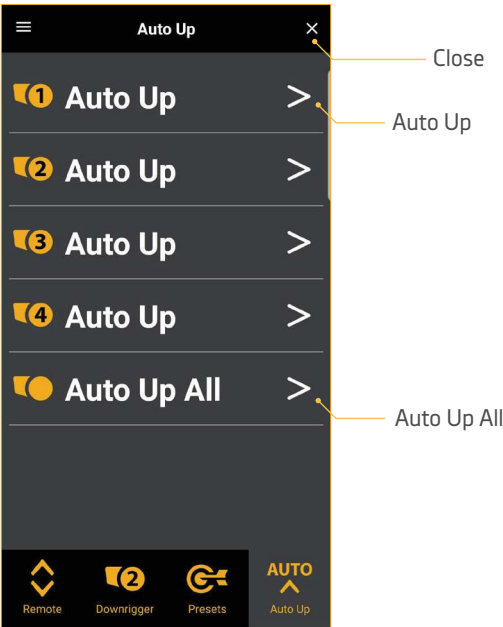 Auto Up
Close
1 Auto Up >
Auto Up
2 Auto Up >
3 Auto Up >
4 Auto Up >
Auto Up All >
Auto Up All
2
AUTO
Remote Downrigger Presets Auto Up